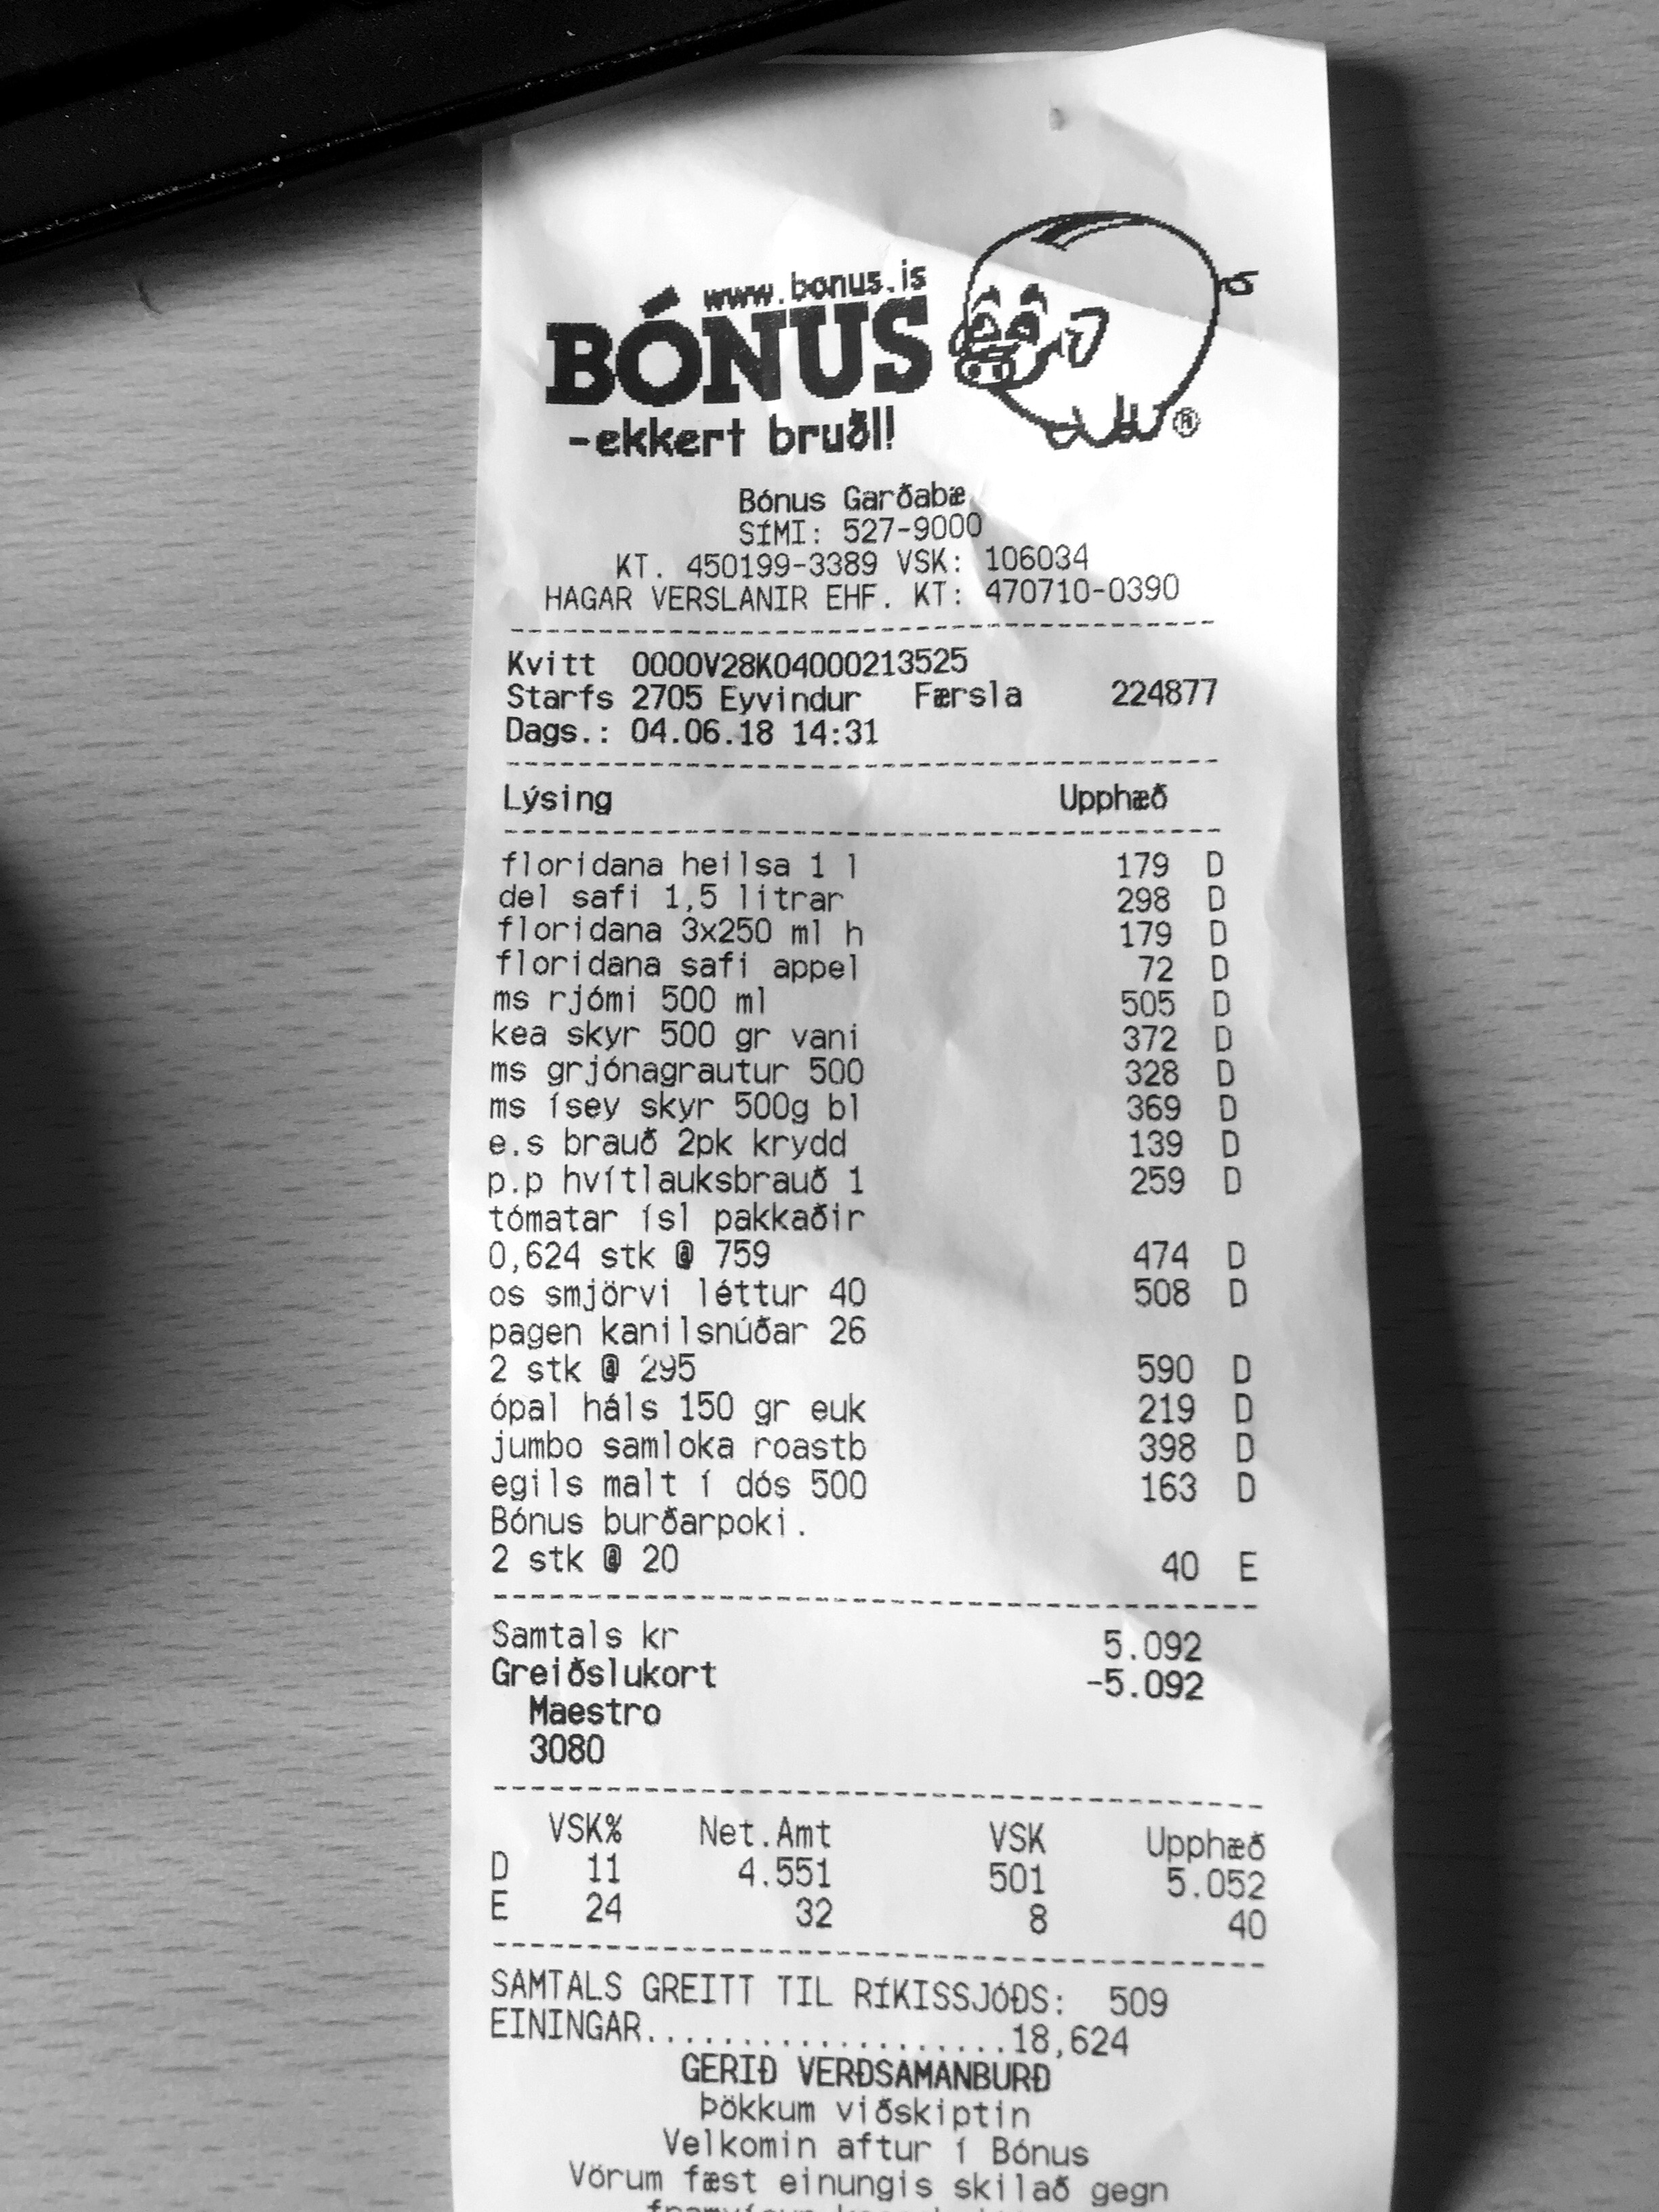 www.bonus.is
BÓNUS
-ekkert bruðl!
®
Bónus Garðabæ
SÍMI: 527-9000
KT. 450199-3389 VSK: 106034
HAGAR VERSLANIR EHF. KT: 470710-0390
Kvitt 0000V28K04000213525
Starfs 2705 Eyvindur Færsla 224877
Dags.: 04.06.18 14:31
Lýsing Upphæð
floridana heilsa 1 l 179 D
del safi 1,5 litrar 298 D
floridana 3x250 ml h 179 D
floridana safi appel 72 D
ms rjómi 500 ml 505 D
kea skyr 500 gr vani 372 D
ms grjónagrautur 500 328 D
ms ísey skyr 500g bl 369 D
e.s brauð 2pk krydd 139 D
p.p hvítlauksbrauð 1 259 D
tómatar ísl pakkaðir
0,624 stk @ 759 474 D
os smjörvi léttur 40 508 D
pagen kanilsnúðar 26
2 stk @ 295 590 D
ópal háls 150 gr euk 219 D
jumbo samloka roastb 398 D
egils malt í dós 500 163 D
Bónus burðarpoki.
2 stk @ 20 40 E
Samtals kr 5.092
Greiðslukort -5.092
Maestro
3080
VSK% Net.Amt VSK Upphæð
D 11 4.551 501 5.052
E 24 32 8 40
SAMTALS GREITT TIL RÍKISSJÓÐS: 509
EININGAR...................18,624
GERIÐ VERÐSAMANBURÐ
Þökkum viðskiptin
Velkomin aftur í Bónus
Vörum fæst einungis skilað gegn